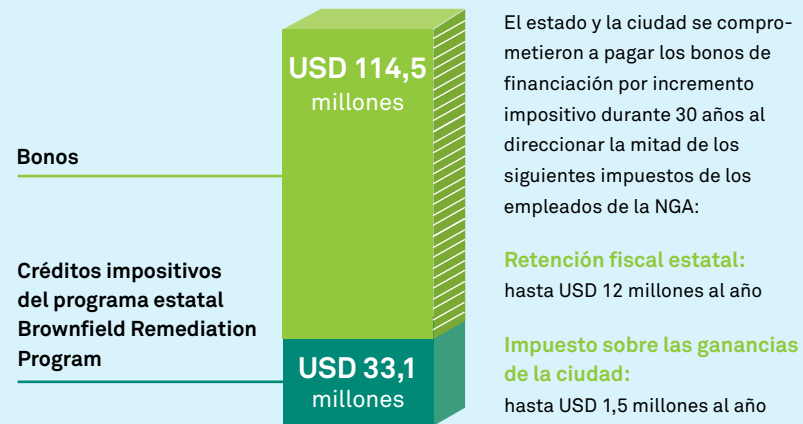 USD 114,5
millones
Bonos
Créditos impositivos
del programa estatal
Brownfield Remediation
Program
USD 33,1
millones
El estado y la ciudad se compro-
metieron a pagar los bonos de
financiación por incremento
impositivo durante 30 años al
direccionar la mitad de los
siguientes impuestos de los
empleados de la NGA:
Retención fiscal estatal:
hasta USD 12 millones al año
Impuesto sobre las ganancias
de la ciudad:
hasta USD 1,5 millones al año